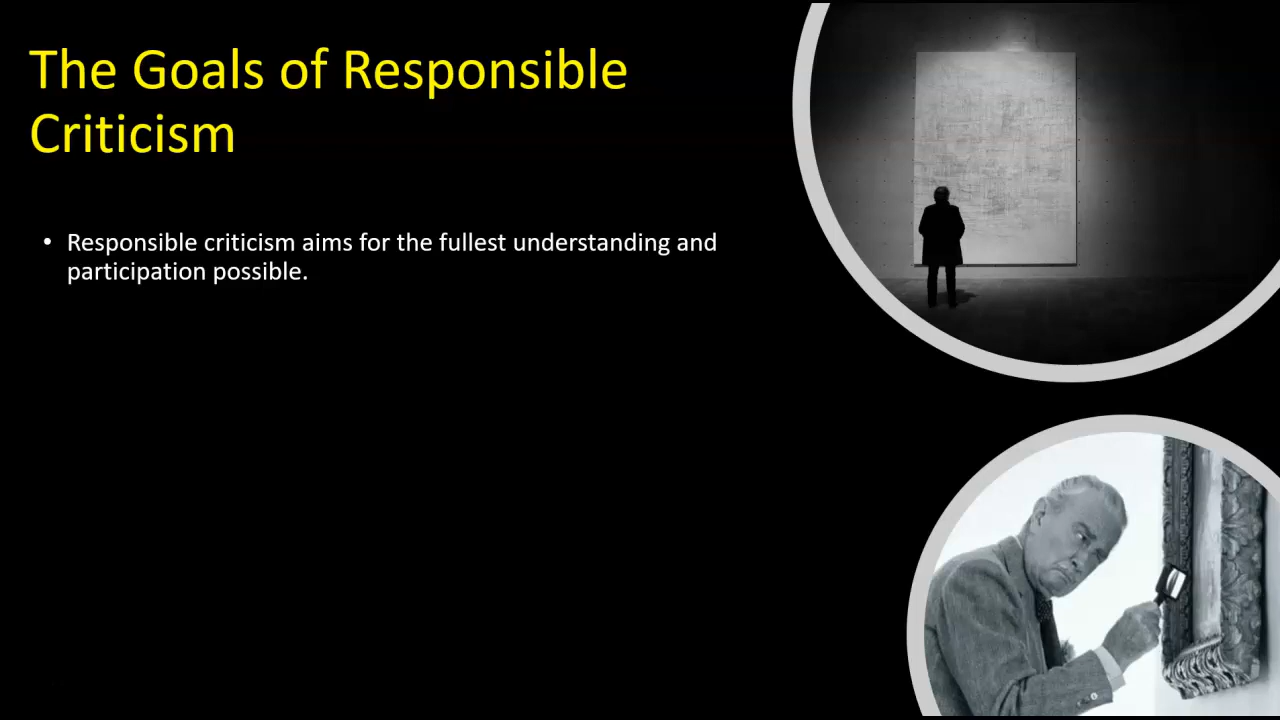 The Goals of Responsible
Criticism
• Responsible criticism aims for the fullest understanding and
participation possible.